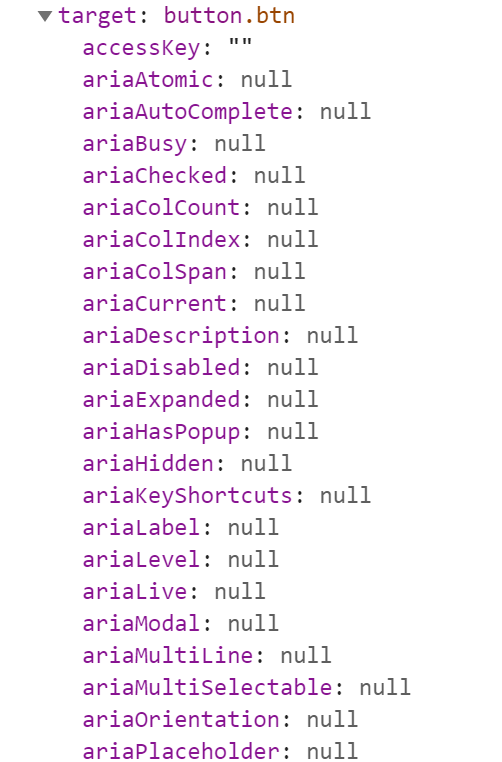 target: button.btn
accessKey: ""
ariaAtomic: null
ariaAutoComplete: null
ariaBusy: null
ariaChecked: null
ariaColCount: null
ariaColIndex: null
ariaColSpan: null
ariaCurrent: null
ariaDescription: null
ariaDisabled: null
ariaExpanded: null
ariaHasPopup: null
ariaHidden: null
ariaKeyShortcuts: null
ariaLabel: null
ariaLevel: null
ariaLive: null
ariaModal: null
ariaMultiLine: null
ariaMultiSelectable: null
ariaOrientation: null
ariaPlaceholder: null